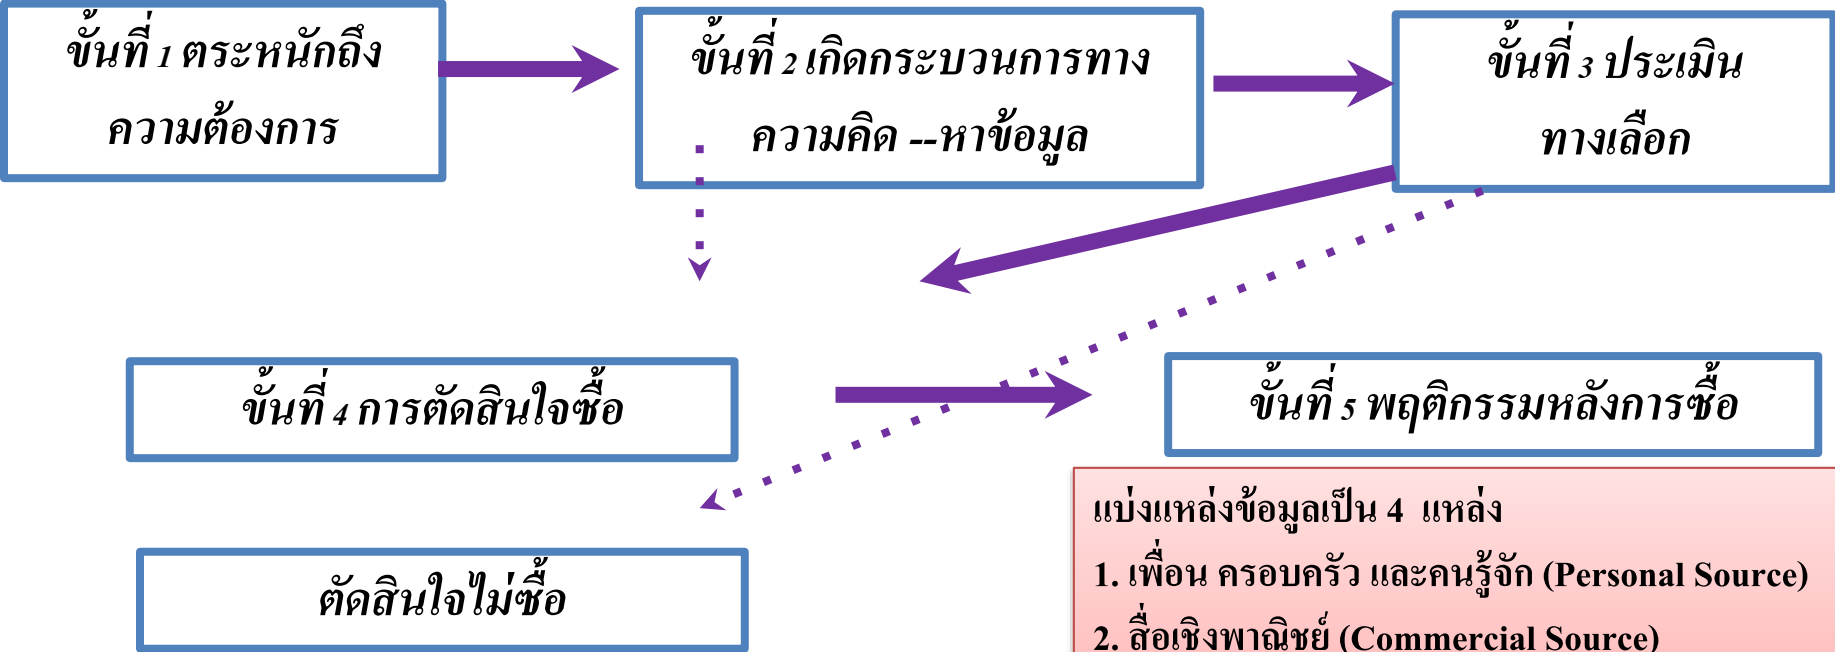 ขั้นที่ 1 ตระหนักถึง
ความต้องการ
ขั้นที่ 2 เกิดกระบวนการทาง
ความคิด --หาข้อมูล
ขั้นที่ 3 ประเมิน
ทางเลือก
ขั้นที่ 4 การตัดสินใจซื้อ
ขั้นที่ 5 พฤติกรรมหลังการซื้อ
ตัดสินใจไม่ซื้อ
แบ่งแหล่งข้อมูลเป็น 4 แหล่ง
1. เพื่อน ครอบครัว และคนรู้จัก (Personal Source)
2. สื่อเชิงพาณิชย์ (Commercial Source)